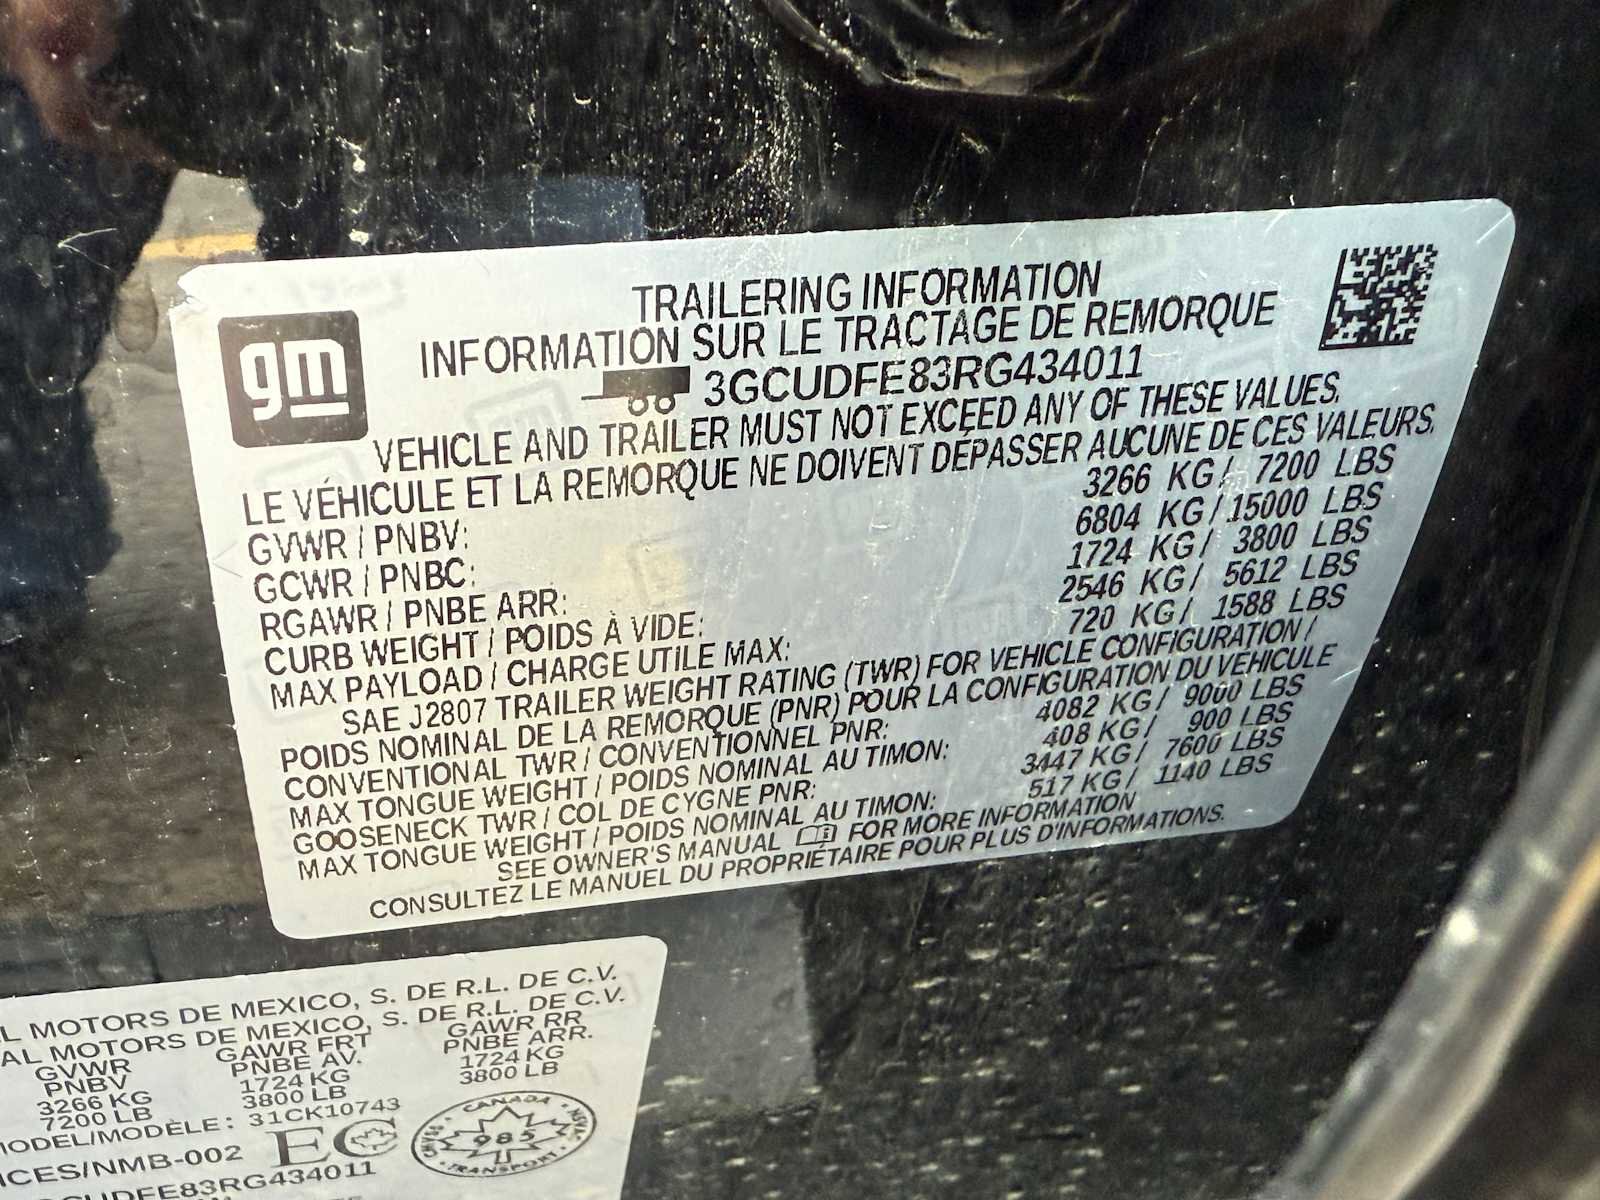 gm
TRAILERING INFORMATION
INFORMATION SUR LE TRACTAGE DE REMORQUE
3GCUDFE83RG434011
VEHICLE AND TRAILER MUST NOT EXCEED ANY OF THESE VALUES.
LE VÉHICULE ET LA REMORQUE NE DOIVENT DÉPASSER AUCUNE DE CES VALEURS.
GVWR / PNBV: 3266 KG/ 7200 LBS
GCWR / PNBC: 6804 KG/ 15000 LBS
RGAWR / PNBE ARR: 1724 KG/ 3800 LBS
CURB WEIGHT / POIDS À VIDE: 2546 KG/ 5612 LBS
MAX PAYLOAD / CHARGE UTILE MAX: 720 KG/ 1588 LBS
SAE J2807 TRAILER WEIGHT RATING (TWR) FOR VEHICLE CONFIGURATION /
POIDS NOMINAL DE LA REMORQUE (PNR) POUR LA CONFIGURATION DU VÉHICULE
CONVENTIONAL TWR / CONVENTIONNEL PNR: 4082 KG/ 9000 LBS
MAX TONGUE WEIGHT / POIDS NOMINAL AU TIMON: 408 KG/ 900 LBS
GOOSENECK TWR / COL DE CYGNE PNR: 3447 KG/ 7600 LBS
MAX TONGUE WEIGHT / POIDS NOMINAL AU TIMON: 517 KG/ 1140 LBS
SEE OWNER'S MANUAL FOR MORE INFORMATION
CONSULTEZ LE MANUEL DU PROPRIÉTAIRE POUR PLUS D'INFORMATIONS.
L MOTORS DE MEXICO, S. DE R.L. DE C.V.
AL MOTORS DE MEXICO, S. DE R.L. DE C.V.
GVWR GAWR FRT GAWR RR
PNBV PNBE AV. PNBE ARR.
3266 KG 1724 KG 1724 KG
7200 LB 3800 LB 3800 LB
MODEL/MODÈLE: 31CK10743
ICES/NMB-002
EC
CANADA
985
TRANSPORT
GCUDFE83RG434011